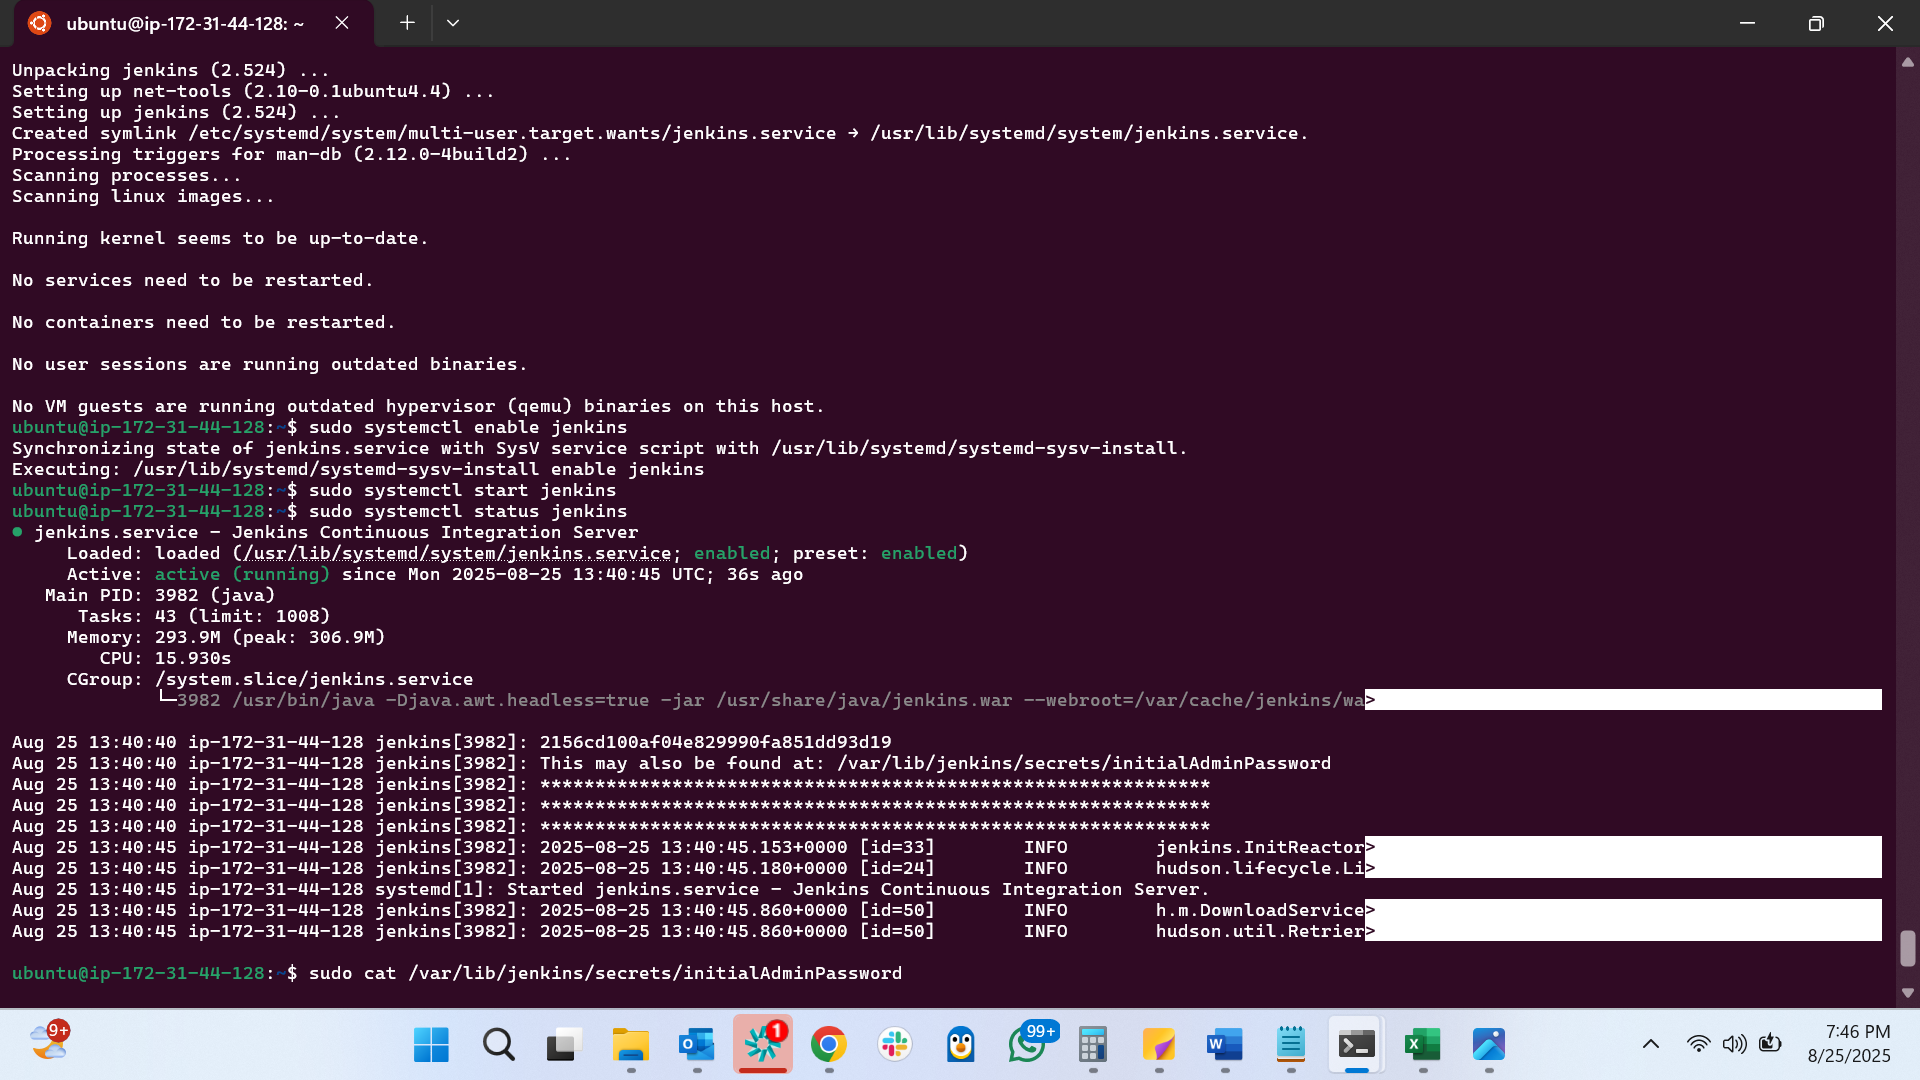 ubuntu@ip-172-31-44-128: ~
Unpacking jenkins (2.524) ...
Setting up net-tools (2.10-0.1ubuntu4.4) ...
Setting up jenkins (2.524) ...
Created symlink /etc/systemd/system/multi-user.target.wants/jenkins.service → /usr/lib/systemd/system/jenkins.service.
Processing triggers for man-db (2.12.0-4build2) ...
Scanning processes...
Scanning linux images...
Running kernel seems to be up-to-date.
No services need to be restarted.
No containers need to be restarted.
No user sessions are running outdated binaries.
No VM guests are running outdated hypervisor (qemu) binaries on this host.
ubuntu@ip-172-31-44-128:~$ sudo systemctl enable jenkins
Synchronizing state of jenkins.service with SysV service script with /usr/lib/systemd/systemd-sysv-install.
Executing: /usr/lib/systemd/systemd-sysv-install enable jenkins
ubuntu@ip-172-31-44-128:~$ sudo systemctl start jenkins
ubuntu@ip-172-31-44-128:~$ sudo systemctl status jenkins
● jenkins.service - Jenkins Continuous Integration Server
Loaded: loaded (/usr/lib/systemd/system/jenkins.service; enabled; preset: enabled)
Active: active (running) since Mon 2025-08-25 13:40:45 UTC; 36s ago
Main PID: 3982 (java)
Tasks: 43 (limit: 1008)
Memory: 293.9M (peak: 306.9M)
CPU: 15.930s
CGroup: /system.slice/jenkins.service
└─3982 /usr/bin/java -Djava.awt.headless=true -jar /usr/share/java/jenkins.war --webroot=/var/cache/jenkins/wa>
Aug 25 13:40:40 ip-172-31-44-128 jenkins[3982]: 2156cd100af04e829990fa851dd93d19
Aug 25 13:40:40 ip-172-31-44-128 jenkins[3982]: This may also be found at: /var/lib/jenkins/secrets/initialAdminPassword
Aug 25 13:40:40 ip-172-31-44-128 jenkins[3982]: *************************************************************
Aug 25 13:40:40 ip-172-31-44-128 jenkins[3982]: *************************************************************
Aug 25 13:40:40 ip-172-31-44-128 jenkins[3982]: *************************************************************
Aug 25 13:40:45 ip-172-31-44-128 jenkins[3982]: 2025-08-25 13:40:45.153+0000 [id=33]        INFO        jenkins.InitReactor>
Aug 25 13:40:45 ip-172-31-44-128 jenkins[3982]: 2025-08-25 13:40:45.180+0000 [id=24]        INFO        hudson.lifecycle.Li>
Aug 25 13:40:45 ip-172-31-44-128 systemd[1]: Started jenkins.service - Jenkins Continuous Integration Server.
Aug 25 13:40:45 ip-172-31-44-128 jenkins[3982]: 2025-08-25 13:40:45.860+0000 [id=50]        INFO        h.m.DownloadService>
Aug 25 13:40:45 ip-172-31-44-128 jenkins[3982]: 2025-08-25 13:40:45.860+0000 [id=50]        INFO        hudson.util.Retrier>
ubuntu@ip-172-31-44-128:~$ sudo cat /var/lib/jenkins/secrets/initialAdminPassword
9+
1
99+
7:46 PM
8/25/2025